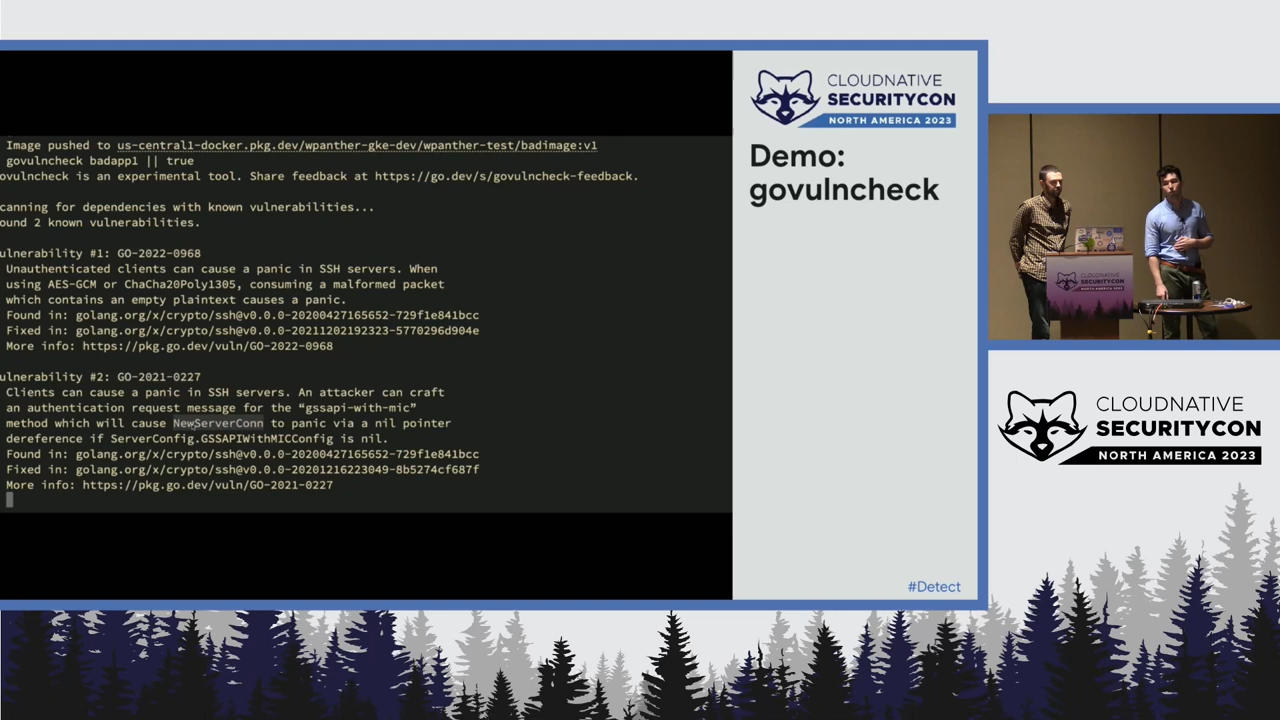 Image pushed to us-central1-docker.pkg.dev/wpanther-gke-dev/wpanther-test/badimage:v1
govulncheck badapp1 || true
ovulncheck is an experimental tool. Share feedback at https://go.dev/s/govulncheck-feedback.
canning for dependencies with known vulnerabilities...
ound 2 known vulnerabilities.
ulnerability #1: GO-2022-0968
Unauthenticated clients can cause a panic in SSH servers. When
using AES-GCM or ChaCha20Poly1305, consuming a malformed packet
which contains an empty plaintext causes a panic.
Found in: golang.org/x/crypto/ssh@v0.0.0-20200427165652-729f1e841bcc
Fixed in: golang.org/x/crypto/ssh@v0.0.0-20211202192323-5770296d904e
More info: https://pkg.go.dev/vuln/GO-2022-0968
ulnerability #2: GO-2021-0227
Clients can cause a panic in SSH servers. An attacker can craft
an authentication request message for the “gssapi-with-mic”
method which will cause NewServerConn to panic via a nil pointer
dereference if ServerConfig.GSSAPIWithMICConfig is nil.
Found in: golang.org/x/crypto/ssh@v0.0.0-20200427165652-729f1e841bcc
Fixed in: golang.org/x/crypto/ssh@v0.0.0-20201216223049-8b5274cf687f
More info: https://pkg.go.dev/vuln/GO-2021-0227
CLOUDNATIVE
SECURITYCON
NORTH AMERICA 2023
Demo:
govulncheck
#Detect
CLOUDNATIVE
SECURITYCON
CLOUDNATIVE
SECURITYCON
NORTH AMERICA 2023